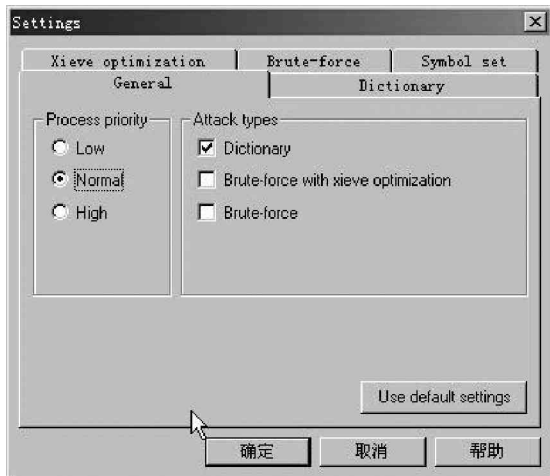 Settings
Xieve optimization Brute-force Symbol set
General Dictionary
Process priority
Low
Normal
High
Attack types
Dictionary
Brute-force with xieve optimization
Brute-force
Use default settings
确定 取消 帮助